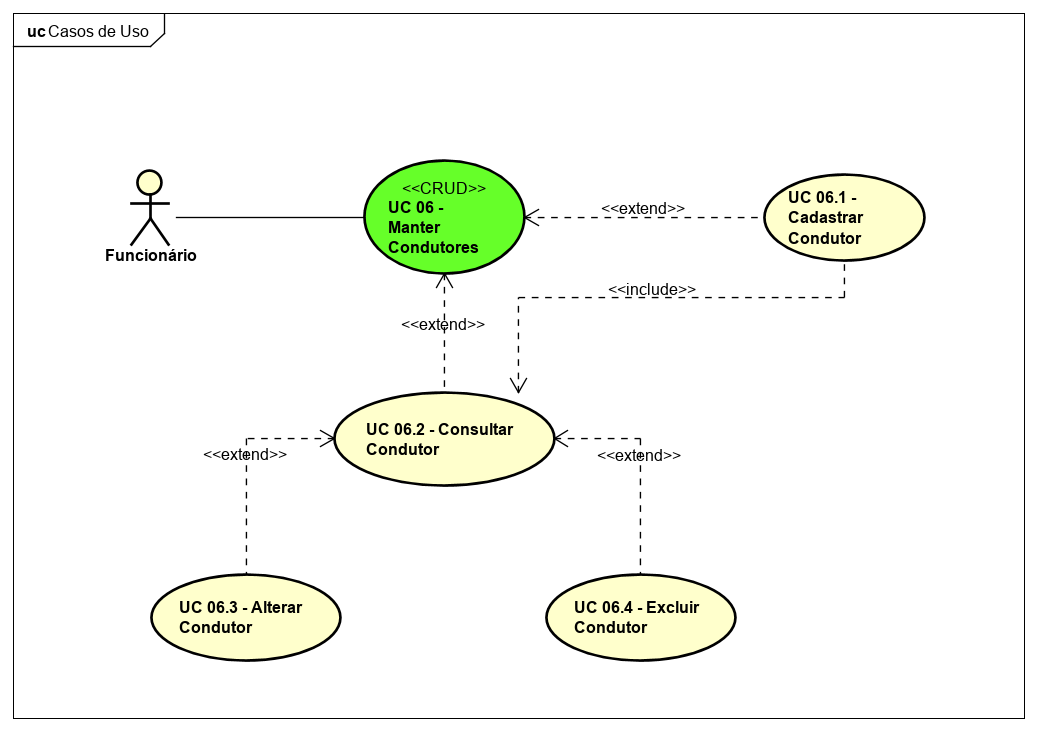 uc Casos de Uso
<<CRUD>>
UC 06 -
Manter
Condutores
<<extend>>
UC 06.1 -
Cadastrar
Condutor
Funcionário
<<include>>
<<extend>>
UC 06.2 - Consultar
Condutor
<<extend>>
<<extend>>
UC 06.3 - Alterar
Condutor
UC 06.4 - Excluir
Condutor